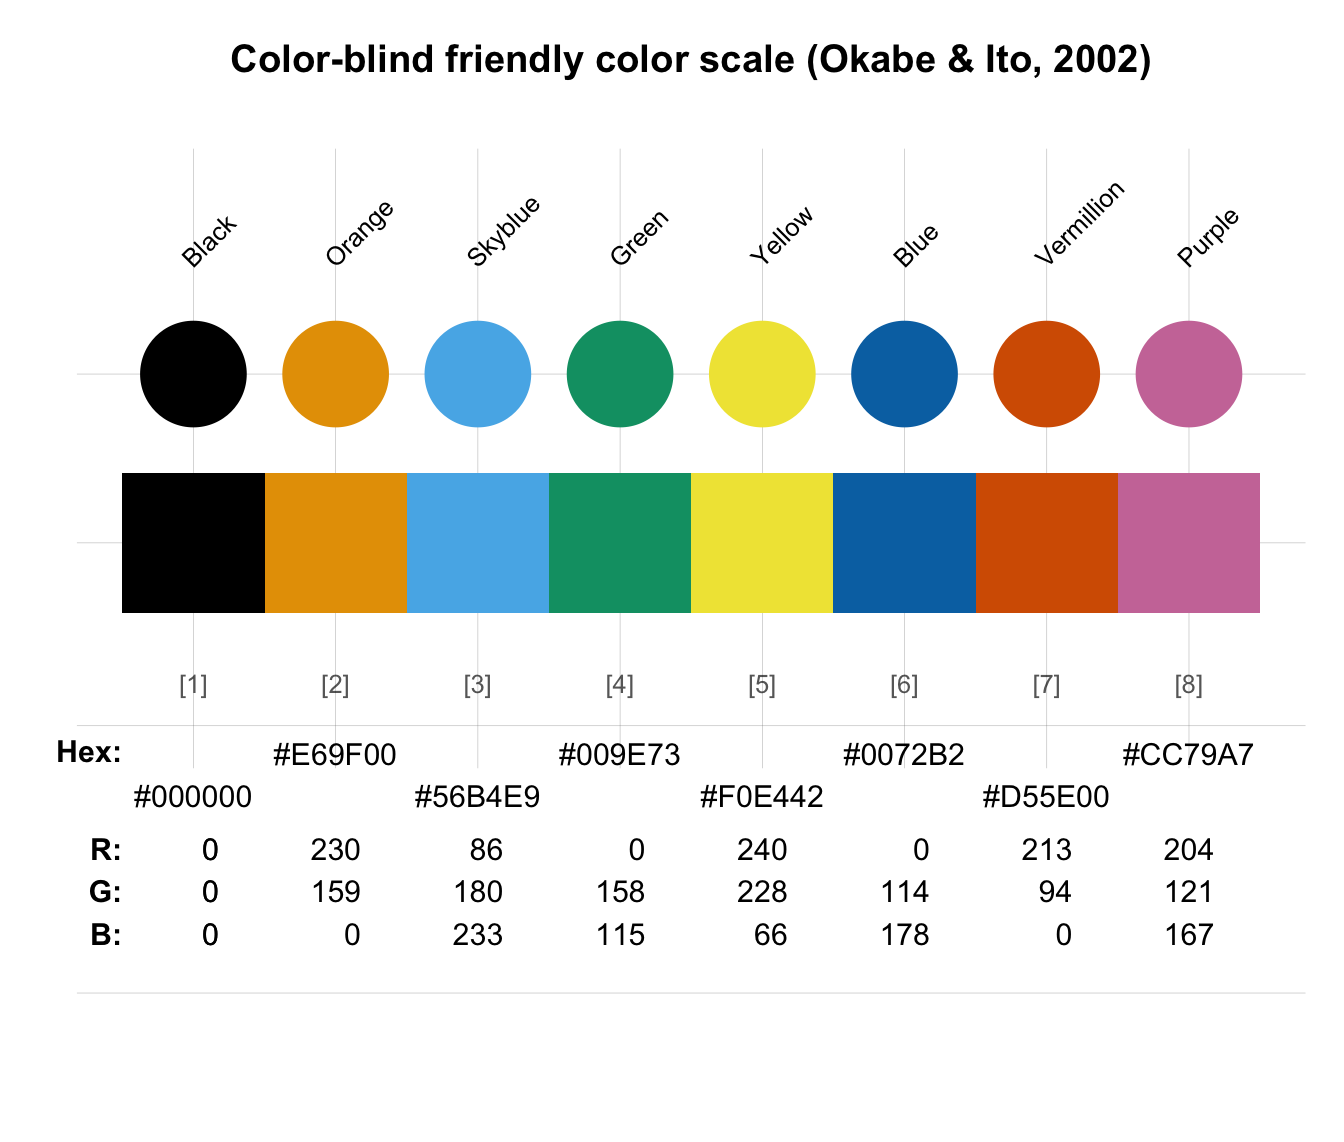 Color-blind friendly color scale (Okabe & Ito, 2002)
Black Orange Skyblue Green Yellow Blue Vermillion Purple
[1] [2] [3] [4] [5] [6] [7] [8]
Hex: #E69F00 #009E73 #0072B2 #CC79A7
#000000 #56B4E9 #F0E442 #D55E00
R: 0 230 86 0 240 0 213 204
G: 0 159 180 158 228 114 94 121
B: 0 0 233 115 66 178 0 167